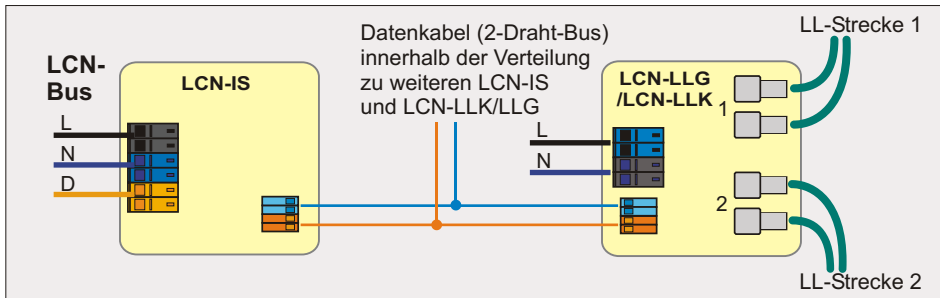 LCN-
Bus
L
N
D
LCN-IS
Datenkabel (2-Draht-Bus)
innerhalb der Verteilung
zu weiteren LCN-IS
und LCN-LLK/LLG
L
N
LCN-LLG
/LCN-LLK
1
2
LL-Strecke 1
LL-Strecke 2